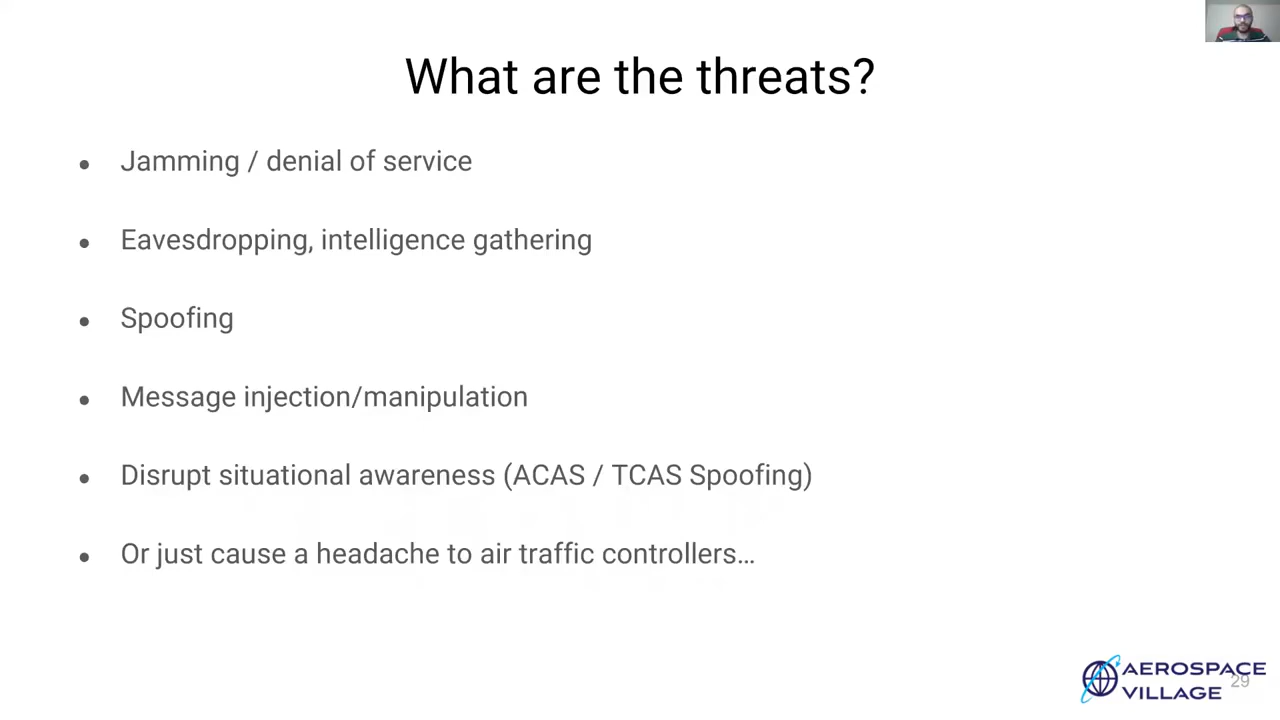 What are the threats?
● Jamming / denial of service
● Eavesdropping, intelligence gathering
● Spoofing
● Message injection/manipulation
● Disrupt situational awareness (ACAS / TCAS Spoofing)
● Or just cause a headache to air traffic controllers…
AEROSPACE
VILLAGE
29